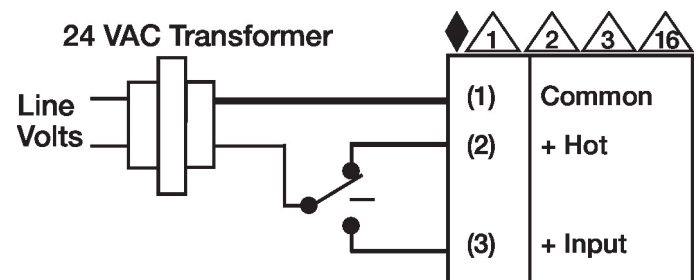 24 VAC Transformer
1 2 3 16
Line
Volts
(1) Common
(2) + Hot
(3) + Input